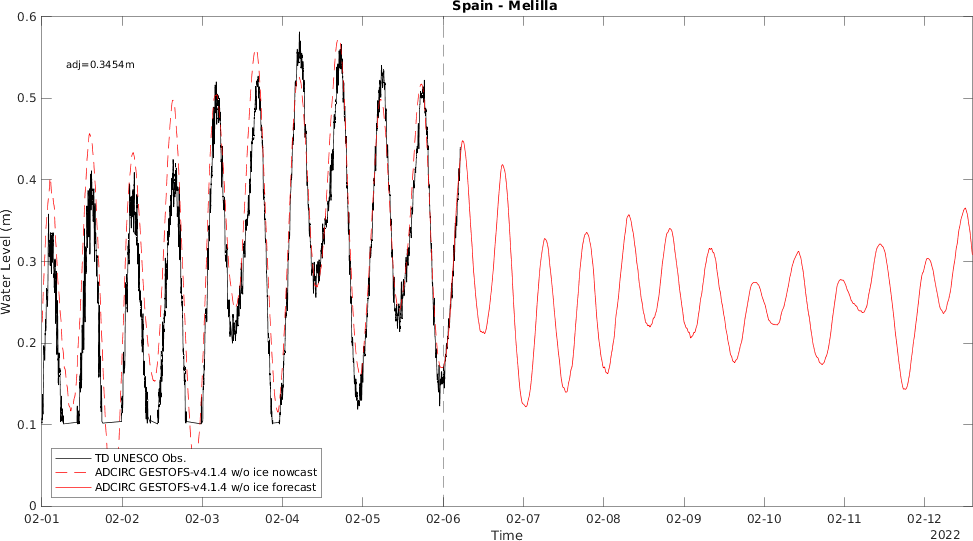 Spain - Melilla
adj=0.3454m
0.6
0.5
0.4
0.3
0.2
0.1
0
Water Level (m)
TD UNESCO Obs.
ADCIRC GESTOFS-v4.1.4 w/o ice nowcast
ADCIRC GESTOFS-v4.1.4 w/o ice forecast
02-01 02-02 02-03 02-04 02-05 02-06 02-07 02-08 02-09 02-10 02-11 02-12
Time
2022